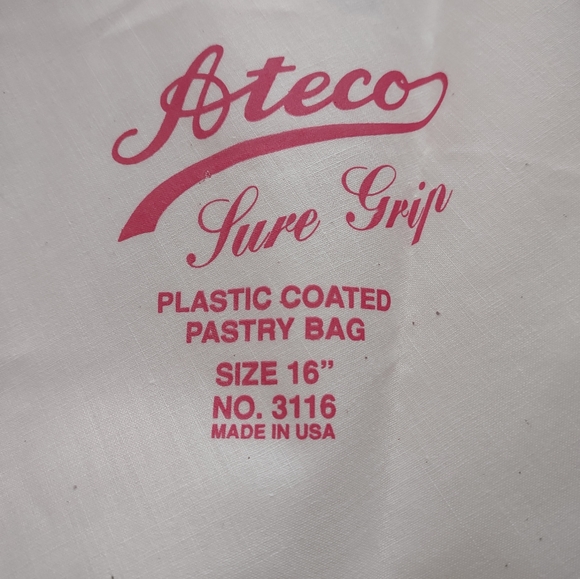 Ateco
Sure Grip
PLASTIC COATED
PASTRY BAG
SIZE 16”
NO. 3116
MADE IN USA